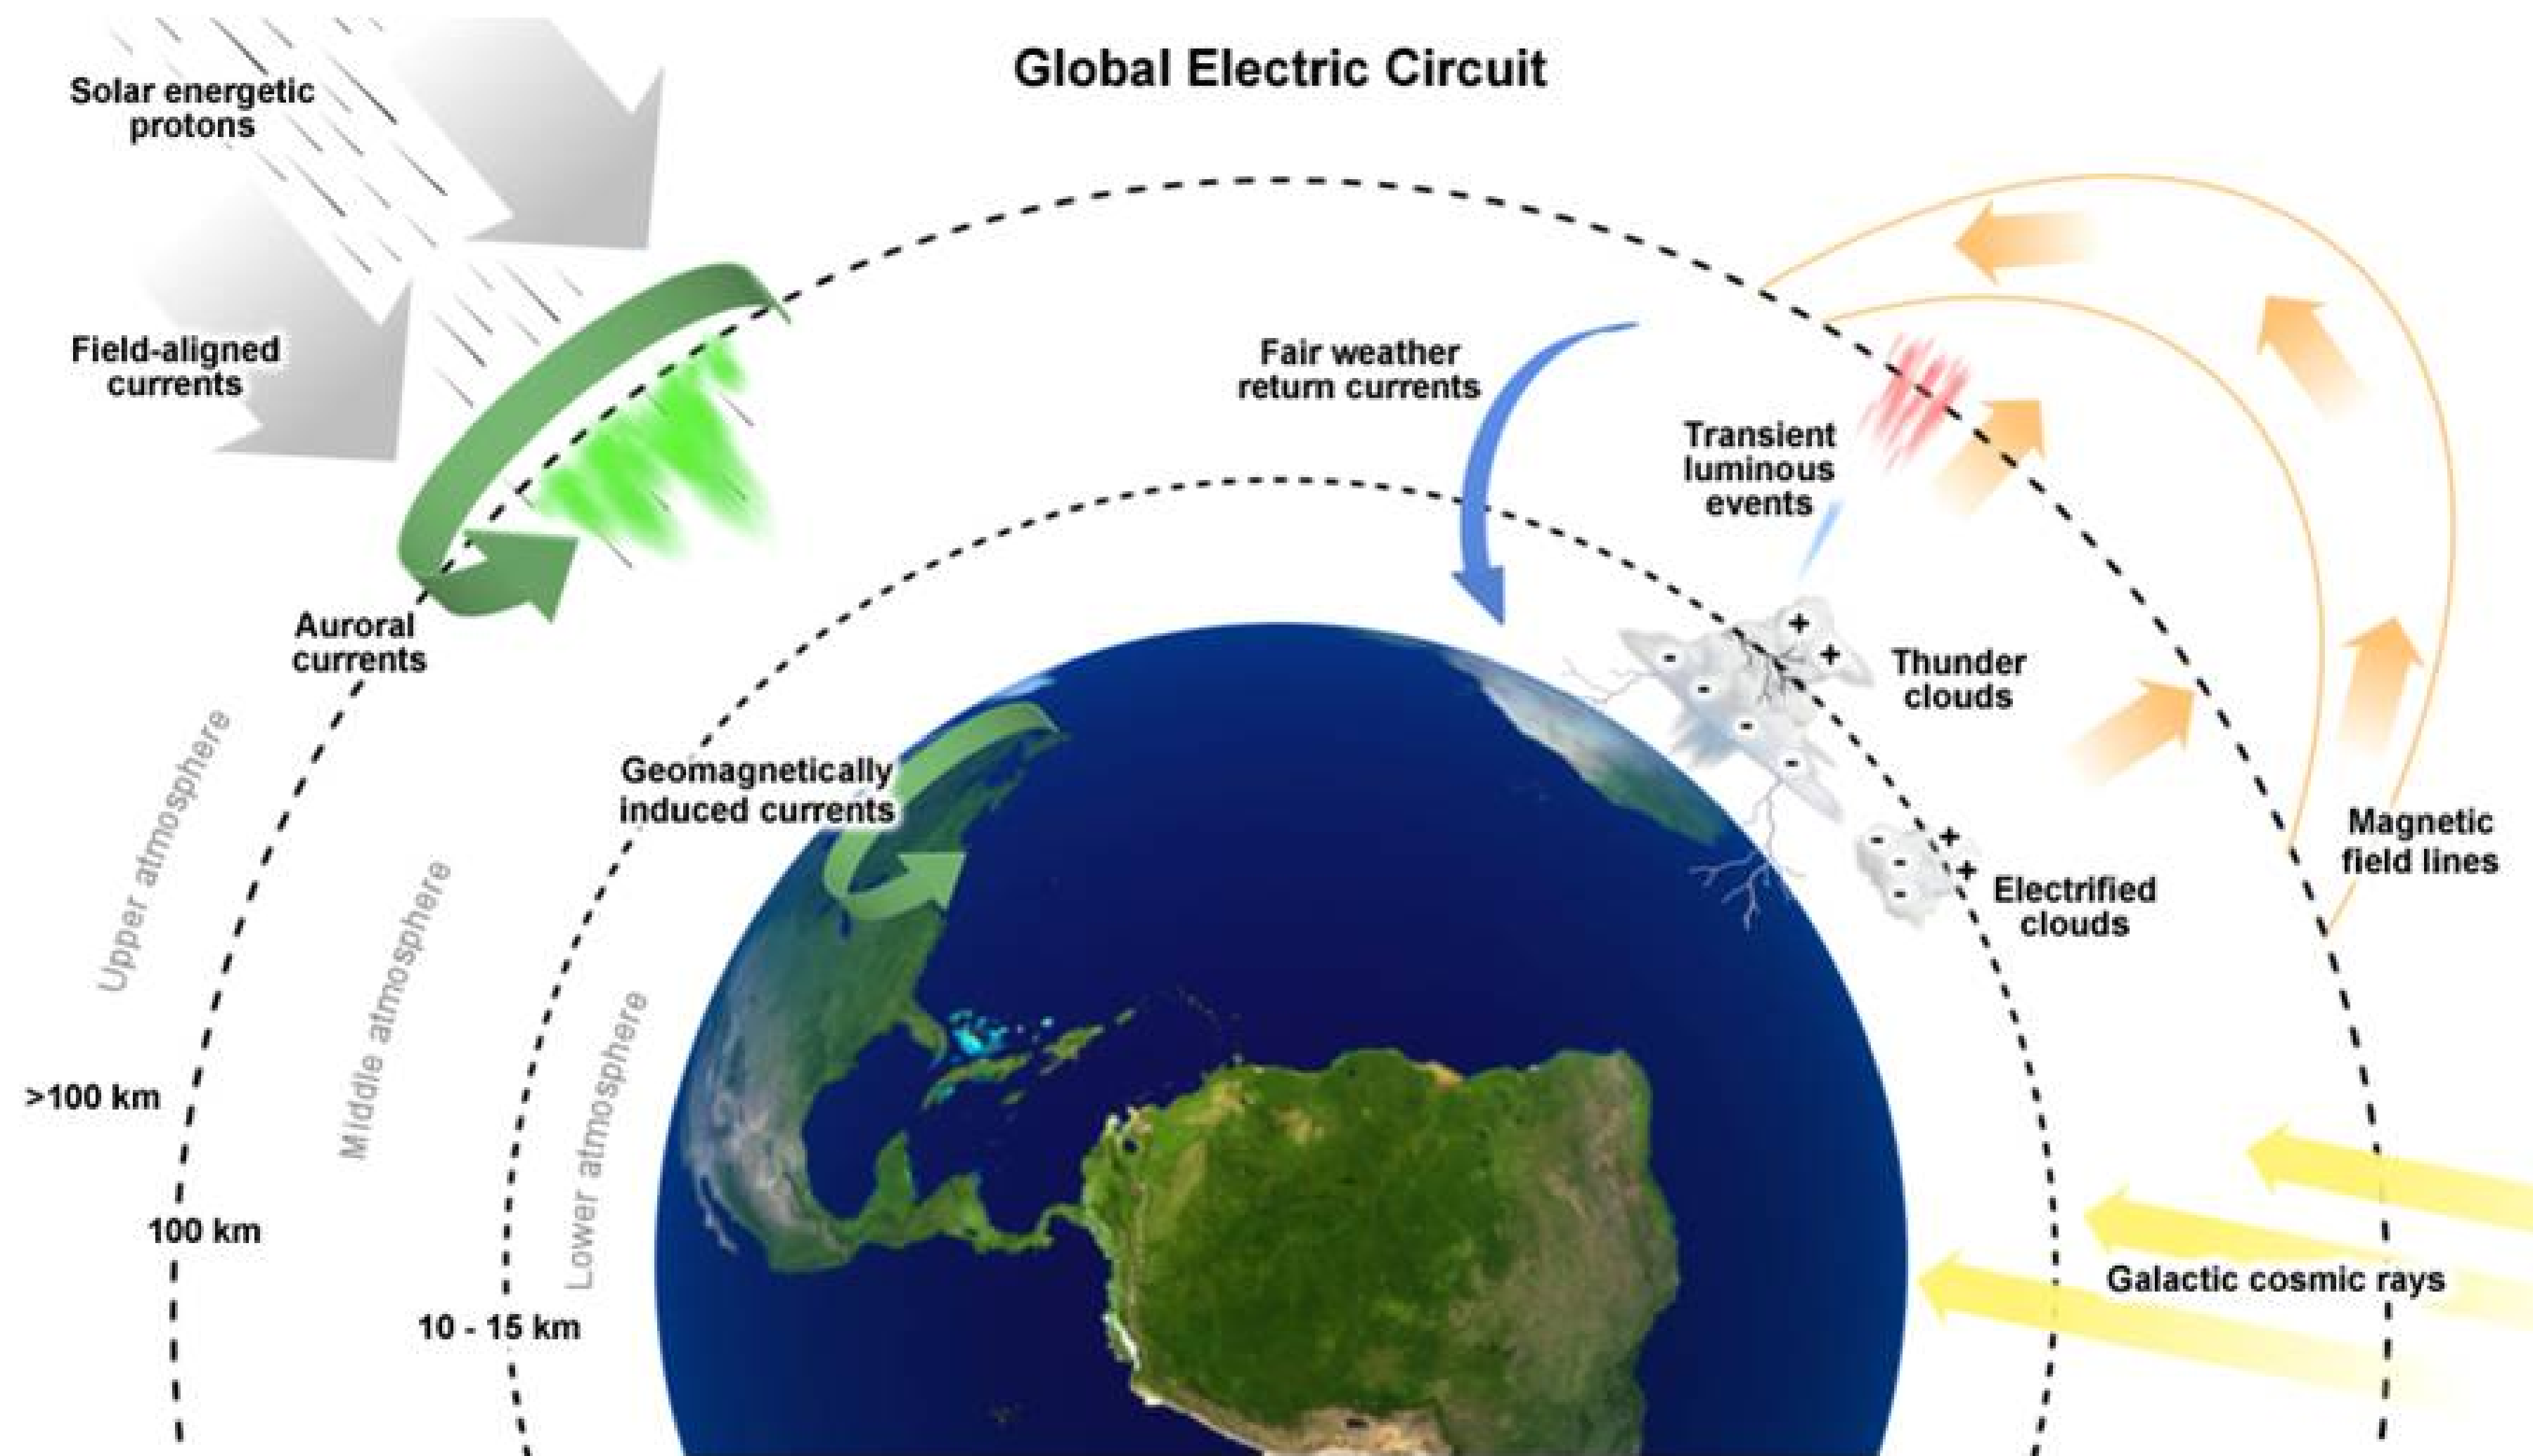 Global Electric Circuit
Solar energetic
protons
Field-aligned
currents
Fair weather
return currents
Transient
luminous
events
Auroral
currents
Thunder
clouds
Geomagnetically
induced currents
Magnetic
field lines
Electrified
clouds
Upper atmosphere
Middle atmosphere
Lower atmosphere
>100 km
100 km
10 - 15 km
Galactic cosmic rays